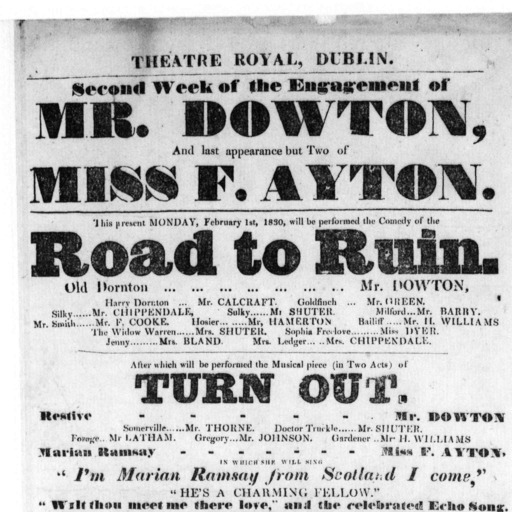 THEATRE ROYAL, DUBLIN.
Second Week of the Engagement of
MR. DOWTON,
And last appearance but Two of
MISS F. AYTON.
This present MONDAY, February 1st, 1830, will be performed the Comedy of the
Road to Ruin.
Old Dornton ... ... ... ... ... ... ... Mr. DOWTON,
Harry Dornton ... Mr. CALCRAFT. Goldfinch ... Mr. GREEN.
Silky......Mr. CHIPPENDALE, Sulky......Mr SHUTER. Milford...Mr. BARRY.
Mr. Smith......Mr. F. COOKE. Hosier... .....Mr, HAMERTON Bailiff.....Mr. H. WILLIAMS
The Widow Warren......Mrs. SHUTER. Sophia Freelove.........Miss DYER.
Jenny.........Mrs. BLAND. Mrs. Ledger ... ..Mrs. CHIPPENDALE.
After which will be performed the Musical piece (in Two Acts) of
TURN OUT.
Restive - - - - - - Mr. DOWTON
Somerville......Mr. THORNE. Doctor Truckle......Mr. SHUTER.
Forage.. Mr LATHAM. Gregory...Mr. JOHNSON. Gardener ..Mr H. WILLIAMS
Marian Ramsay - - - - - - Miss F. AYTON,
IN WHICH SHE WILL SING
"I'm Marian Ramsay from Scotland I come,"
"HE'S A CHARMING FELLOW."
"Wilt thou meet me there love," and the celebrated Echo Song.